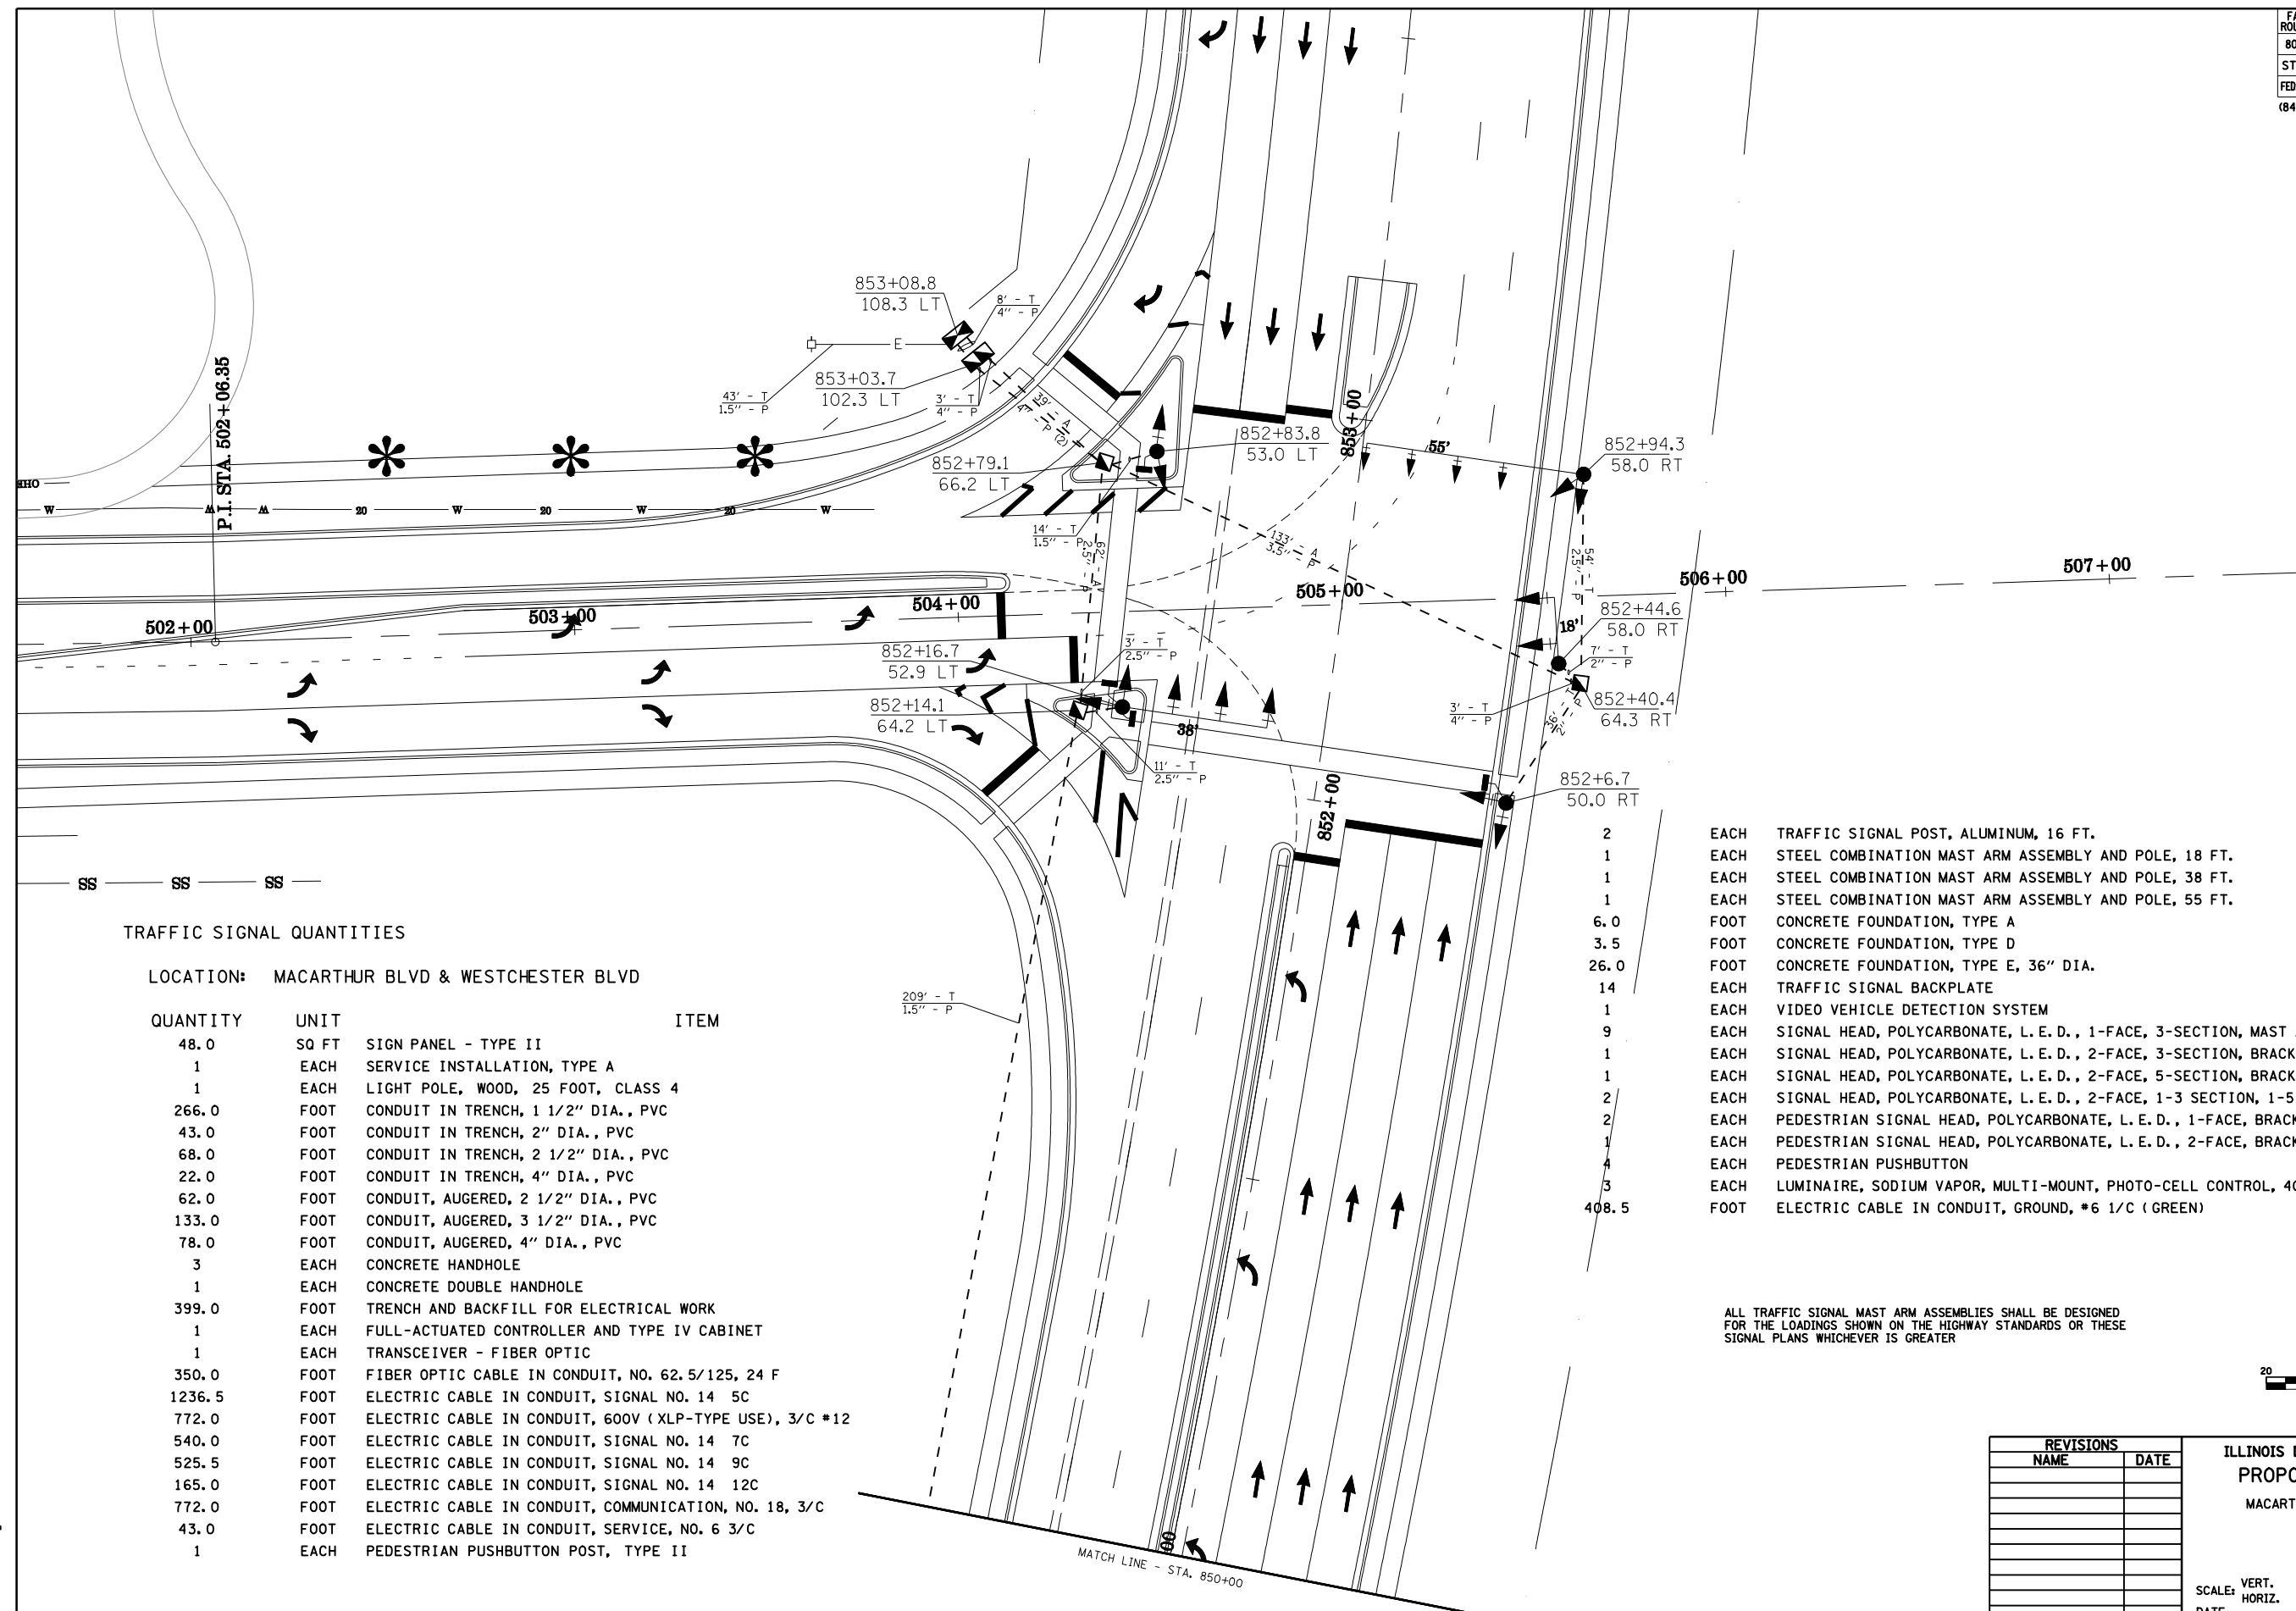 FA
ROU
80
ST
FED
(84
853+08.8
108.3 LT
8' - T
4" - P
E
853+03.7
102.3 LT
43' - T
1.5" - P
3' - T
4" - P
39' - A
4" - P (2)
P.I. STA. 502+06.35
852+83.8
53.0 LT
853+00
55'
852+94.3
58.0 RT
852+79.1
66.2 LT
OHO
W W W 20 W 20 W 20 W
14' - T
1.5" - P
62' - A
2.5" - P
133' - A
3.5" - P
54' - T
2.5" - P
502+00
503+00
504+00
505+00
506+00
507+00
852+44.6
58.0 RT
18'
7' - T
2" - P
852+16.7
52.9 LT
3' - T
2.5" - P
852+14.1
64.2 LT
852+40.4
64.3 RT
3' - T
4" - P
36' - T
2" - P
38'
11' - T
2.5" - P
852+6.7
50.0 RT
852+00
SS SS SS
209' - T
1.5" - P
TRAFFIC SIGNAL QUANTITIES
LOCATION: MACARTHUR BLVD & WESTCHESTER BLVD
QUANTITY UNIT ITEM
48.0 SQ FT SIGN PANEL - TYPE II
1 EACH SERVICE INSTALLATION, TYPE A
1 EACH LIGHT POLE, WOOD, 25 FOOT, CLASS 4
266.0 FOOT CONDUIT IN TRENCH, 1 1/2" DIA., PVC
43.0 FOOT CONDUIT IN TRENCH, 2" DIA., PVC
68.0 FOOT CONDUIT IN TRENCH, 2 1/2" DIA., PVC
22.0 FOOT CONDUIT IN TRENCH, 4" DIA., PVC
62.0 FOOT CONDUIT, AUGERED, 2 1/2" DIA., PVC
133.0 FOOT CONDUIT, AUGERED, 3 1/2" DIA., PVC
78.0 FOOT CONDUIT, AUGERED, 4" DIA., PVC
3 EACH CONCRETE HANDHOLE
1 EACH CONCRETE DOUBLE HANDHOLE
399.0 FOOT TRENCH AND BACKFILL FOR ELECTRICAL WORK
1 EACH FULL-ACTUATED CONTROLLER AND TYPE IV CABINET
1 EACH TRANSCEIVER - FIBER OPTIC
350.0 FOOT FIBER OPTIC CABLE IN CONDUIT, NO. 62.5/125, 24 F
1236.5 FOOT ELECTRIC CABLE IN CONDUIT, SIGNAL NO. 14 5C
772.0 FOOT ELECTRIC CABLE IN CONDUIT, 600V (XLP-TYPE USE), 3/C #12
540.0 FOOT ELECTRIC CABLE IN CONDUIT, SIGNAL NO. 14 7C
525.5 FOOT ELECTRIC CABLE IN CONDUIT, SIGNAL NO. 14 9C
165.0 FOOT ELECTRIC CABLE IN CONDUIT, SIGNAL NO. 14 12C
772.0 FOOT ELECTRIC CABLE IN CONDUIT, COMMUNICATION, NO. 18, 3/C
43.0 FOOT ELECTRIC CABLE IN CONDUIT, SERVICE, NO. 6 3/C
1 EACH PEDESTRIAN PUSHBUTTON POST, TYPE II
2 EACH TRAFFIC SIGNAL POST, ALUMINUM, 16 FT.
1 EACH STEEL COMBINATION MAST ARM ASSEMBLY AND POLE, 18 FT.
1 EACH STEEL COMBINATION MAST ARM ASSEMBLY AND POLE, 38 FT.
1 EACH STEEL COMBINATION MAST ARM ASSEMBLY AND POLE, 55 FT.
6.0 FOOT CONCRETE FOUNDATION, TYPE A
3.5 FOOT CONCRETE FOUNDATION, TYPE D
26.0 FOOT CONCRETE FOUNDATION, TYPE E, 36" DIA.
14 EACH TRAFFIC SIGNAL BACKPLATE
1 EACH VIDEO VEHICLE DETECTION SYSTEM
9 EACH SIGNAL HEAD, POLYCARBONATE, L.E.D., 1-FACE, 3-SECTION, MAST
1 EACH SIGNAL HEAD, POLYCARBONATE, L.E.D., 2-FACE, 3-SECTION, BRACK
1 EACH SIGNAL HEAD, POLYCARBONATE, L.E.D., 2-FACE, 5-SECTION, BRACK
2 EACH SIGNAL HEAD, POLYCARBONATE, L.E.D., 2-FACE, 1-3 SECTION, 1-5
2 EACH PEDESTRIAN SIGNAL HEAD, POLYCARBONATE, L.E.D., 1-FACE, BRACK
1 EACH PEDESTRIAN SIGNAL HEAD, POLYCARBONATE, L.E.D., 2-FACE, BRACK
4 EACH PEDESTRIAN PUSHBUTTON
3 EACH LUMINAIRE, SODIUM VAPOR, MULTI-MOUNT, PHOTO-CELL CONTROL, 40
408.5 FOOT ELECTRIC CABLE IN CONDUIT, GROUND, #6 1/C (GREEN)
ALL TRAFFIC SIGNAL MAST ARM ASSEMBLIES SHALL BE DESIGNED
FOR THE LOADINGS SHOWN ON THE HIGHWAY STANDARDS OR THESE
SIGNAL PLANS WHICHEVER IS GREATER
20
00
MATCH LINE - STA. 850+00
REVISIONS
NAME DATE
ILLINOIS
PROPO
MACART
SCALE: VERT.
HORIZ.
DATE